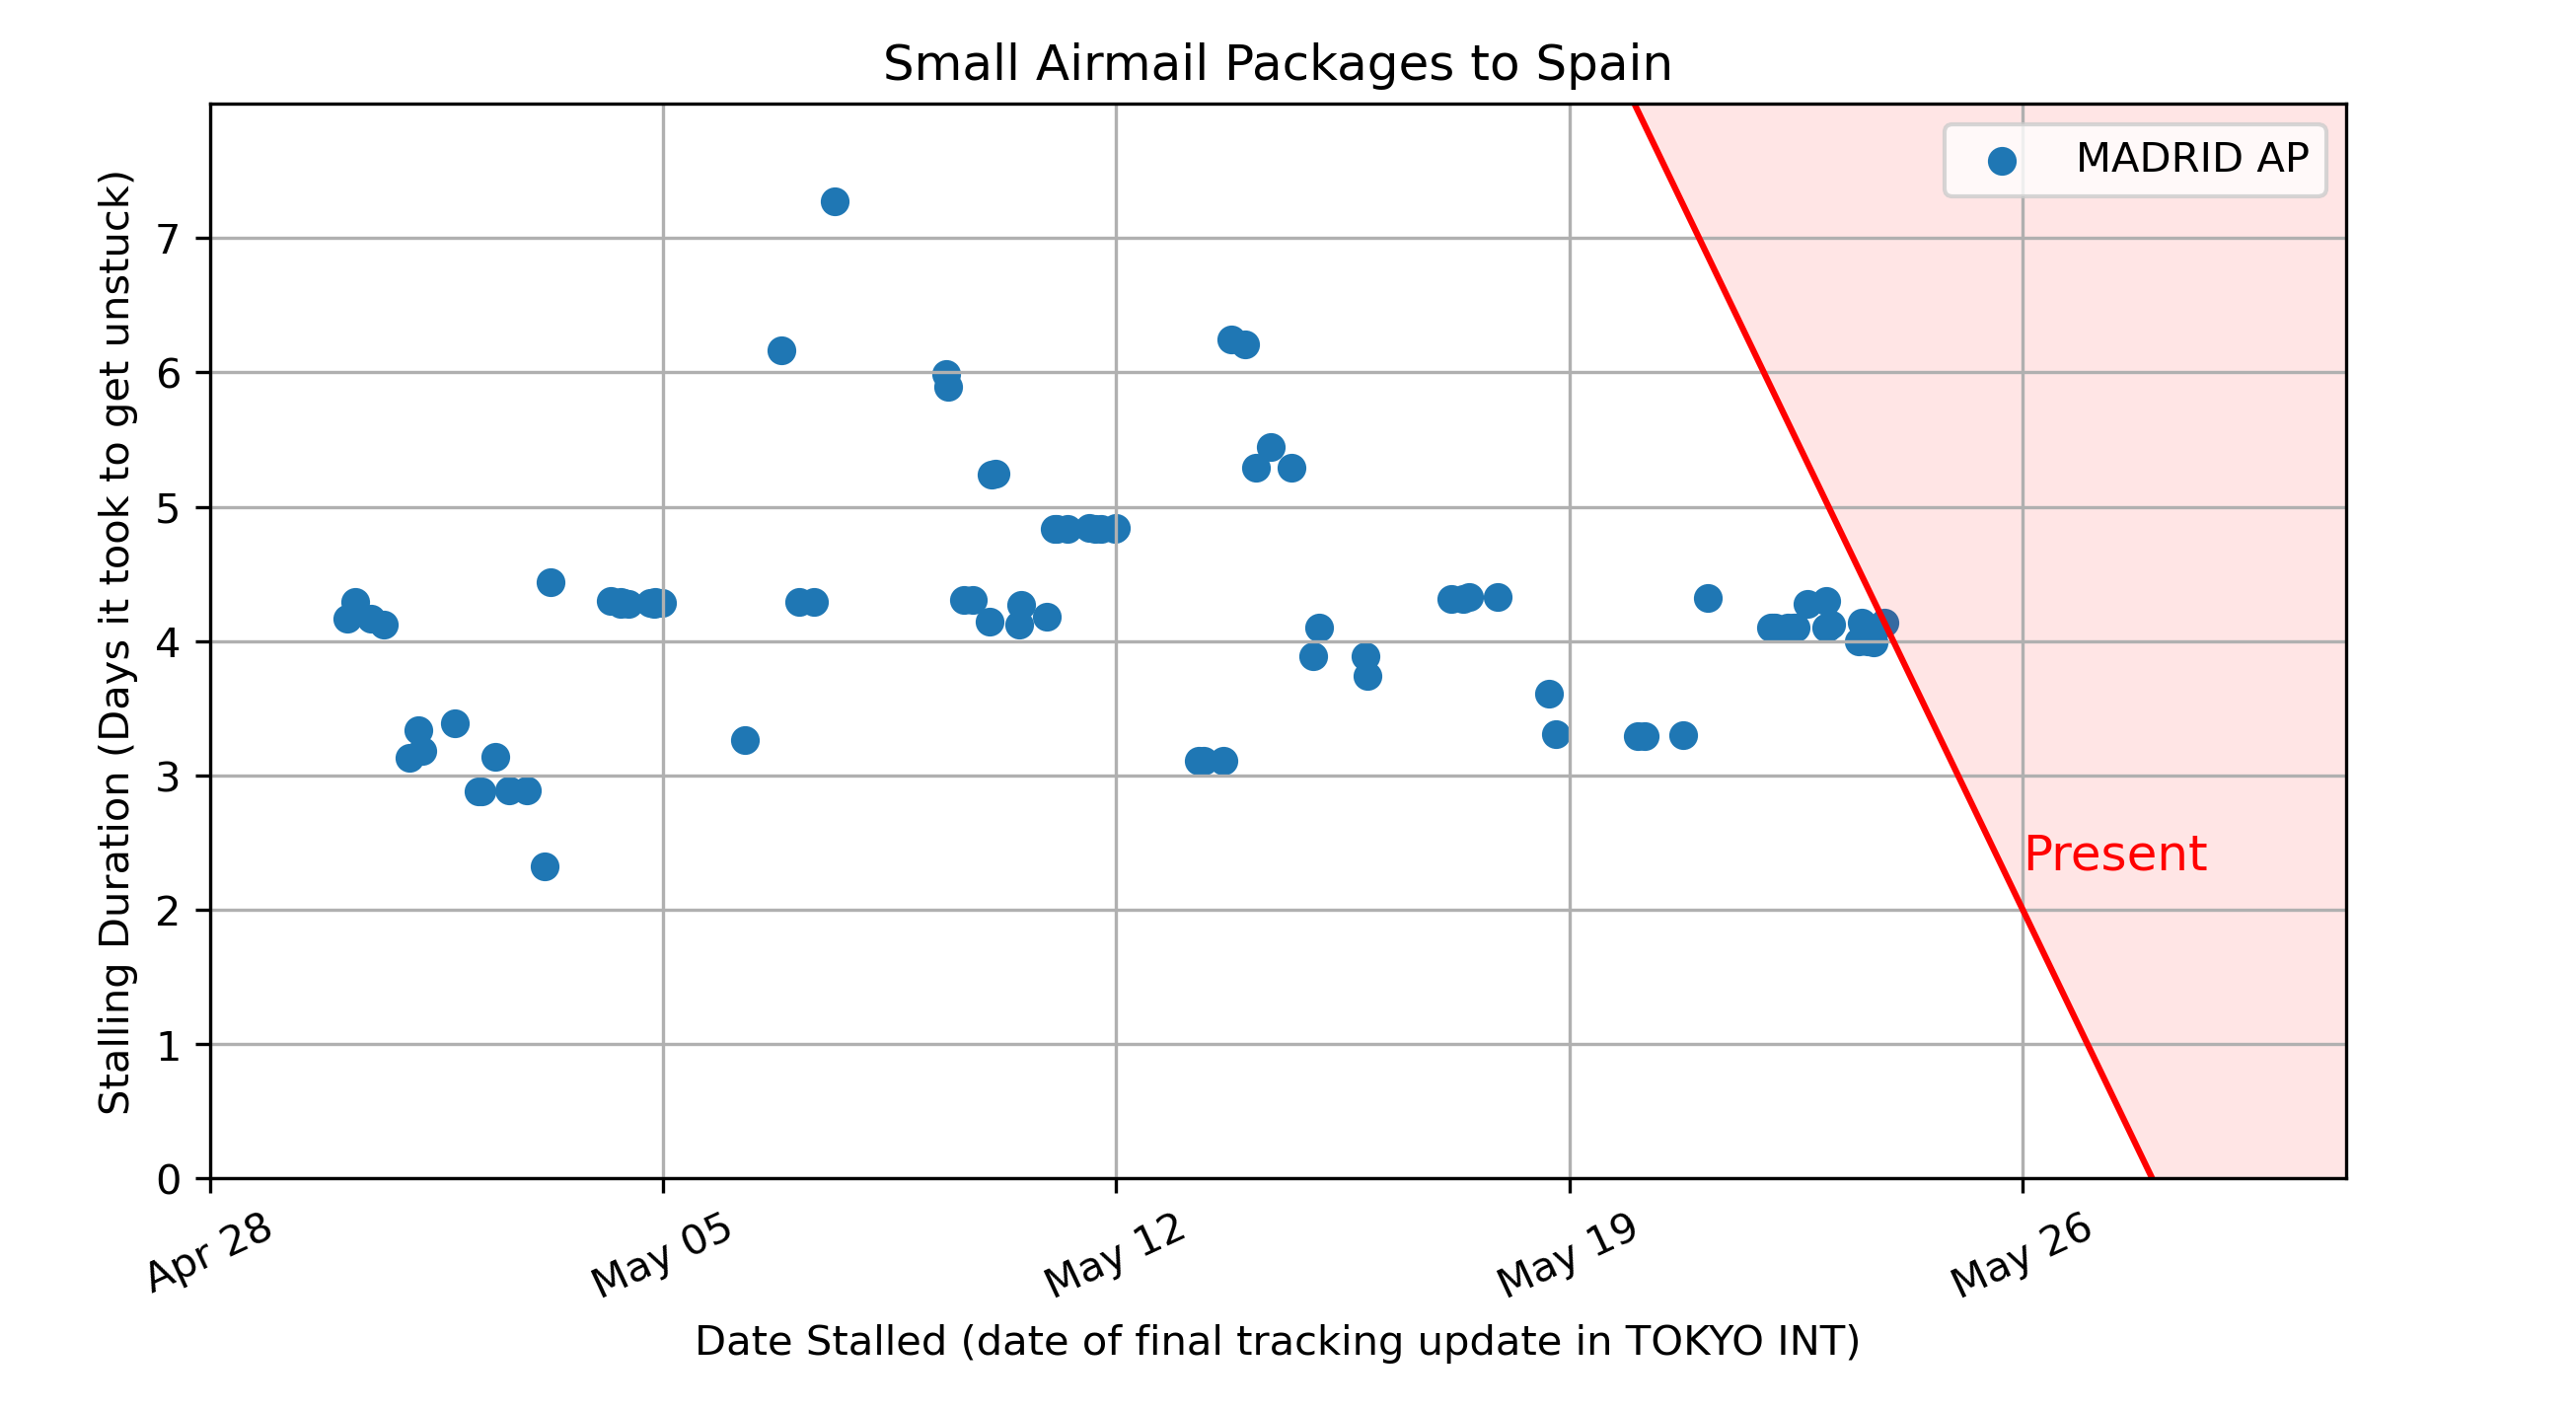 Small Airmail Packages to Spain
MADRID AP
Stalling Duration (Days it took to get unstuck)
7
6
5
4
3
2
1
0
Present
Apr 28
May 05
May 12
May 19
May 26
Date Stalled (date of final tracking update in TOKYO INT)